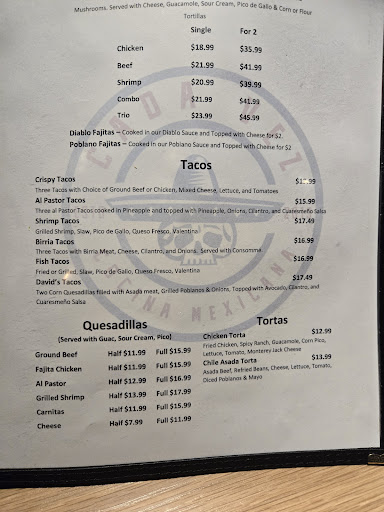 Mushrooms. Served with Cheese, Guacamole, Sour Cream, Pico de Gallo & Corn or Flour
Tortillas
Single For 2
Chicken $18.99 $35.99
Beef $21.99 $41.99
Shrimp $20.99 $39.99
Combo $21.99 $41.99
Trio $23.99 $45.99
Diablo Fajitas – Cooked in our Diablo Sauce and Topped with Cheese for $2
Poblano Fajitas – Cooked in our Poblano Sauce and Topped with Cheese for $2
Tacos
Crispy Tacos
Three Tacos with Choice of Ground Beef or Chicken, Mixed Cheese, Lettuce, and Tomatoes
Al Pastor Tacos $15.99
Three al Pastor Tacos cooked in Pineapple and topped with Pineapple, Onions, Cilantro, and Cuaresmeño Salsa
Shrimp Tacos $17.49
Grilled Shrimp, Slaw, Pico de Gallo, Queso Fresco, Valentina
Birria Tacos $16.99
Three Tacos with Birria Meat, Cheese, Cilantro, and Onions. Served with Consomme
Fish Tacos $16.99
Fried or Grilled, Slaw, Pico de Gallo, Queso Fresco, Valentina
David's Tacos $17.49
Two Corn Quesadillas filled with Asada meat, Grilled Poblanos & Onions, Topped with Avocado, Cilantro, and
Cuaresmeño Salsa
CINA MEXICANA
Quesadillas
(Served with Guac, Sour Cream, Pico)
Ground Beef Half $11.99 Full $15.99
Fajita Chicken Half $11.99 Full $15.99
Al Pastor Half $12.99 Full $16.99
Grilled Shrimp Half $13.99 Full $17.99
Carnitas Half $11.99 Full $15.99
Cheese Half $7.99 Full $11.99
Tortas
Chicken Torta $12.99
Fried Chicken, Spicy Ranch, Guacamole, Corn Pico,
Lettuce, Tomato, Monterey Jack Cheese
Chile Asada Torta $13.99
Asada Beef, Refried Beans, Cheese, Lettuce, Tomato,
Diced Poblanos & Mayo